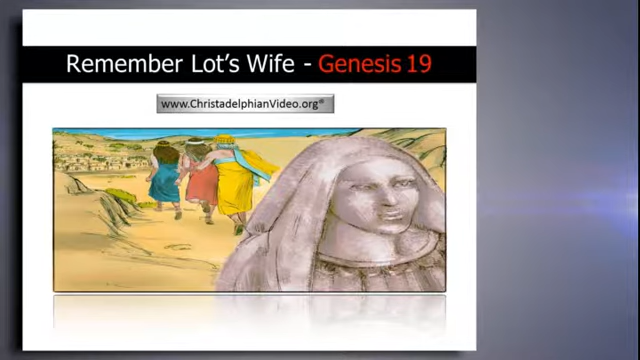 Remember Lot's Wife - Genesis 19
www.ChristadelphianVideo.org®